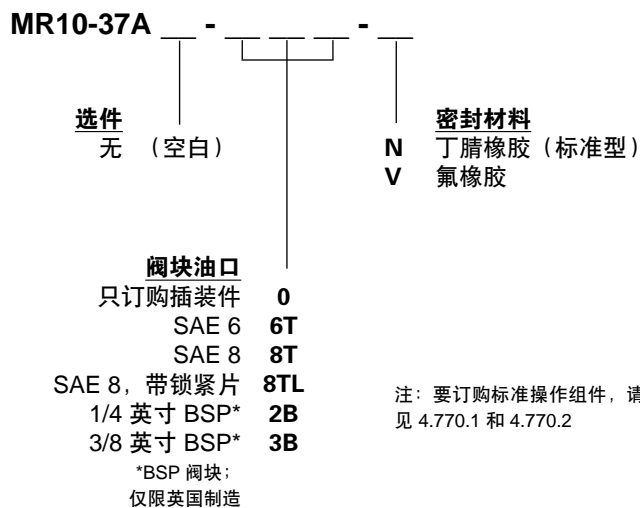 MR10-37A __ - __ __ __ - __
选件
无 （空白）
密封材料
N 丁腈橡胶（标准型）
V 氟橡胶
阀块油口
只订购插装件 0
SAE 6 6T
SAE 8 8T
SAE 8，带锁紧片 8TL
1/4 英寸 BSP* 2B
3/8 英寸 BSP* 3B
*BSP 阀块；
仅限英国制造
注：要订购标准操作组件，请
见 4.770.1 和 4.770.2